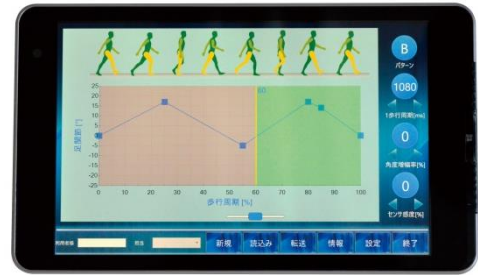 B
パターン
1080
1歩行周期[ms]
0
角度増幅率[%]
0
センサ感度[%]
60
25
20
15
10
5
0
-5
-10
-15
-20
-25
足関節 [°]
0 10 20 30 40 50 60 70 80 90 100
歩行周期 [%]
新規 読込み 転送 情報 設定 終了